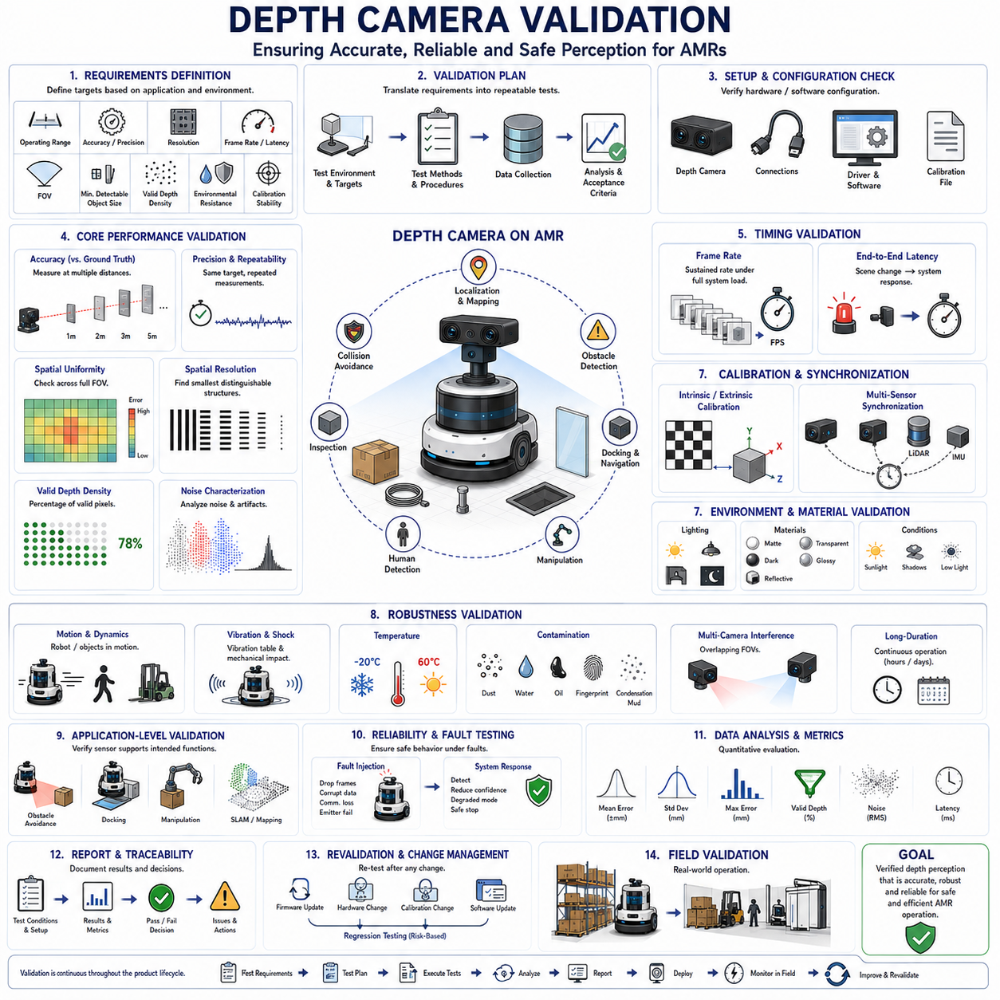 DEPTH CAMERA VALIDATION
Ensuring Accurate, Reliable and Safe Perception for AMRs
1. REQUIREMENTS DEFINITION
Define targets based on application and environment.
Operating Range
Accuracy / Precision
Resolution
Frame Rate / Latency
FOV
Min. Detectable
Object Size
Valid Depth
Density
Environmental
Resistance
Calibration
Stability
2. VALIDATION PLAN
Translate requirements into repeatable tests.
Test Environment
& Targets
Test Methods
& Procedures
Data Collection
Analysis &
Acceptance
Criteria
3. SETUP & CONFIGURATION CHECK
Verify hardware / software configuration.
Depth Camera
Connections
Driver &
Software
Calibration
File
4. CORE PERFORMANCE VALIDATION
Accuracy (vs. Ground Truth)
Measure at multiple distances.
1m
2m
3m
5m
...
Precision & Repeatability
Same target, repeated
measurements.
Spatial Uniformity
Check across full FOV.
Error
High
Low
Spatial Resolution
Find smallest distinguishable
structures.
Valid Depth Density
Percentage of valid pixels.
78%
Noise Characterization
Analyze noise & artifacts.
DEPTH CAMERA ON AMR
Localization
& Mapping
Collision
Avoidance
Obstacle
Detection
Inspection
Docking &
Navigation
Human
Detection
Manipulation
5. TIMING VALIDATION
Frame Rate
Sustained rate under
full system load.
FPS
End-to-End Latency
Scene change → system
response.
7. CALIBRATION & SYNCHRONIZATION
Intrinsic / Extrinsic
Calibration
Y
X
Z
Multi-Sensor
Synchronization
LiDAR
IMU
7. ENVIRONMENT & MATERIAL VALIDATION
Lighting
Materials
Matte
Transparent
Dark
Glossy
Reflective
Conditions
Sunlight
Shadows
Low Light
8. ROBUSTNESS VALIDATION
Motion & Dynamics
Robot / objects in motion.
Vibration & Shock
Vibration table &
mechanical impact.
Temperature
-20°C
60°C
Contamination
Dust
Water
Oil
Fingerprint
Condensation
Mud
Multi-Camera Interference
Overlapping FOVs.
Long-Duration
Continuous operation
(hours / days).
9. APPLICATION-LEVEL VALIDATION
Verify sensor supports intended functions.
Obstacle
Avoidance
Docking
Manipulation
SLAM / Mapping
10. RELIABILITY & FAULT TESTING
Ensure safe behavior under faults.
Fault Injection
Drop frames
Corrupt data
Comm. loss
Emitter fail
System Response
Detect
Reduce confidence
Degraded mode
Safe stop
11. DATA ANALYSIS & METRICS
Quantitative evaluation.
Mean Error
(±mm)
Std Dev
(mm)
Max Error
(mm)
Valid Depth
(%)
Noise
(RMS)
Latency
(ms)
12. REPORT & TRACEABILITY
Document results and decisions.
Test Conditions
& Setup
Results &
Metrics
Pass / Fail
Decision
Issues &
Actions
13. REVALIDATION & CHANGE MANAGEMENT
Re-test after any change.
Firmware Update
Hardware Change
Calibration Change
Software Update
Regression Testing (Risk-Based)
14. FIELD VALIDATION
Real-world operation.
GOAL
Verified depth perception
that is accurate, robust
and reliable for safe
and efficient AMR
operation.
Validation is continuous throughout the product lifecycle.
Fest Requirements
Test Plan
Execute Tests
Analyze
Report
Deploy
Monitor in Field
Improve & Revalidate